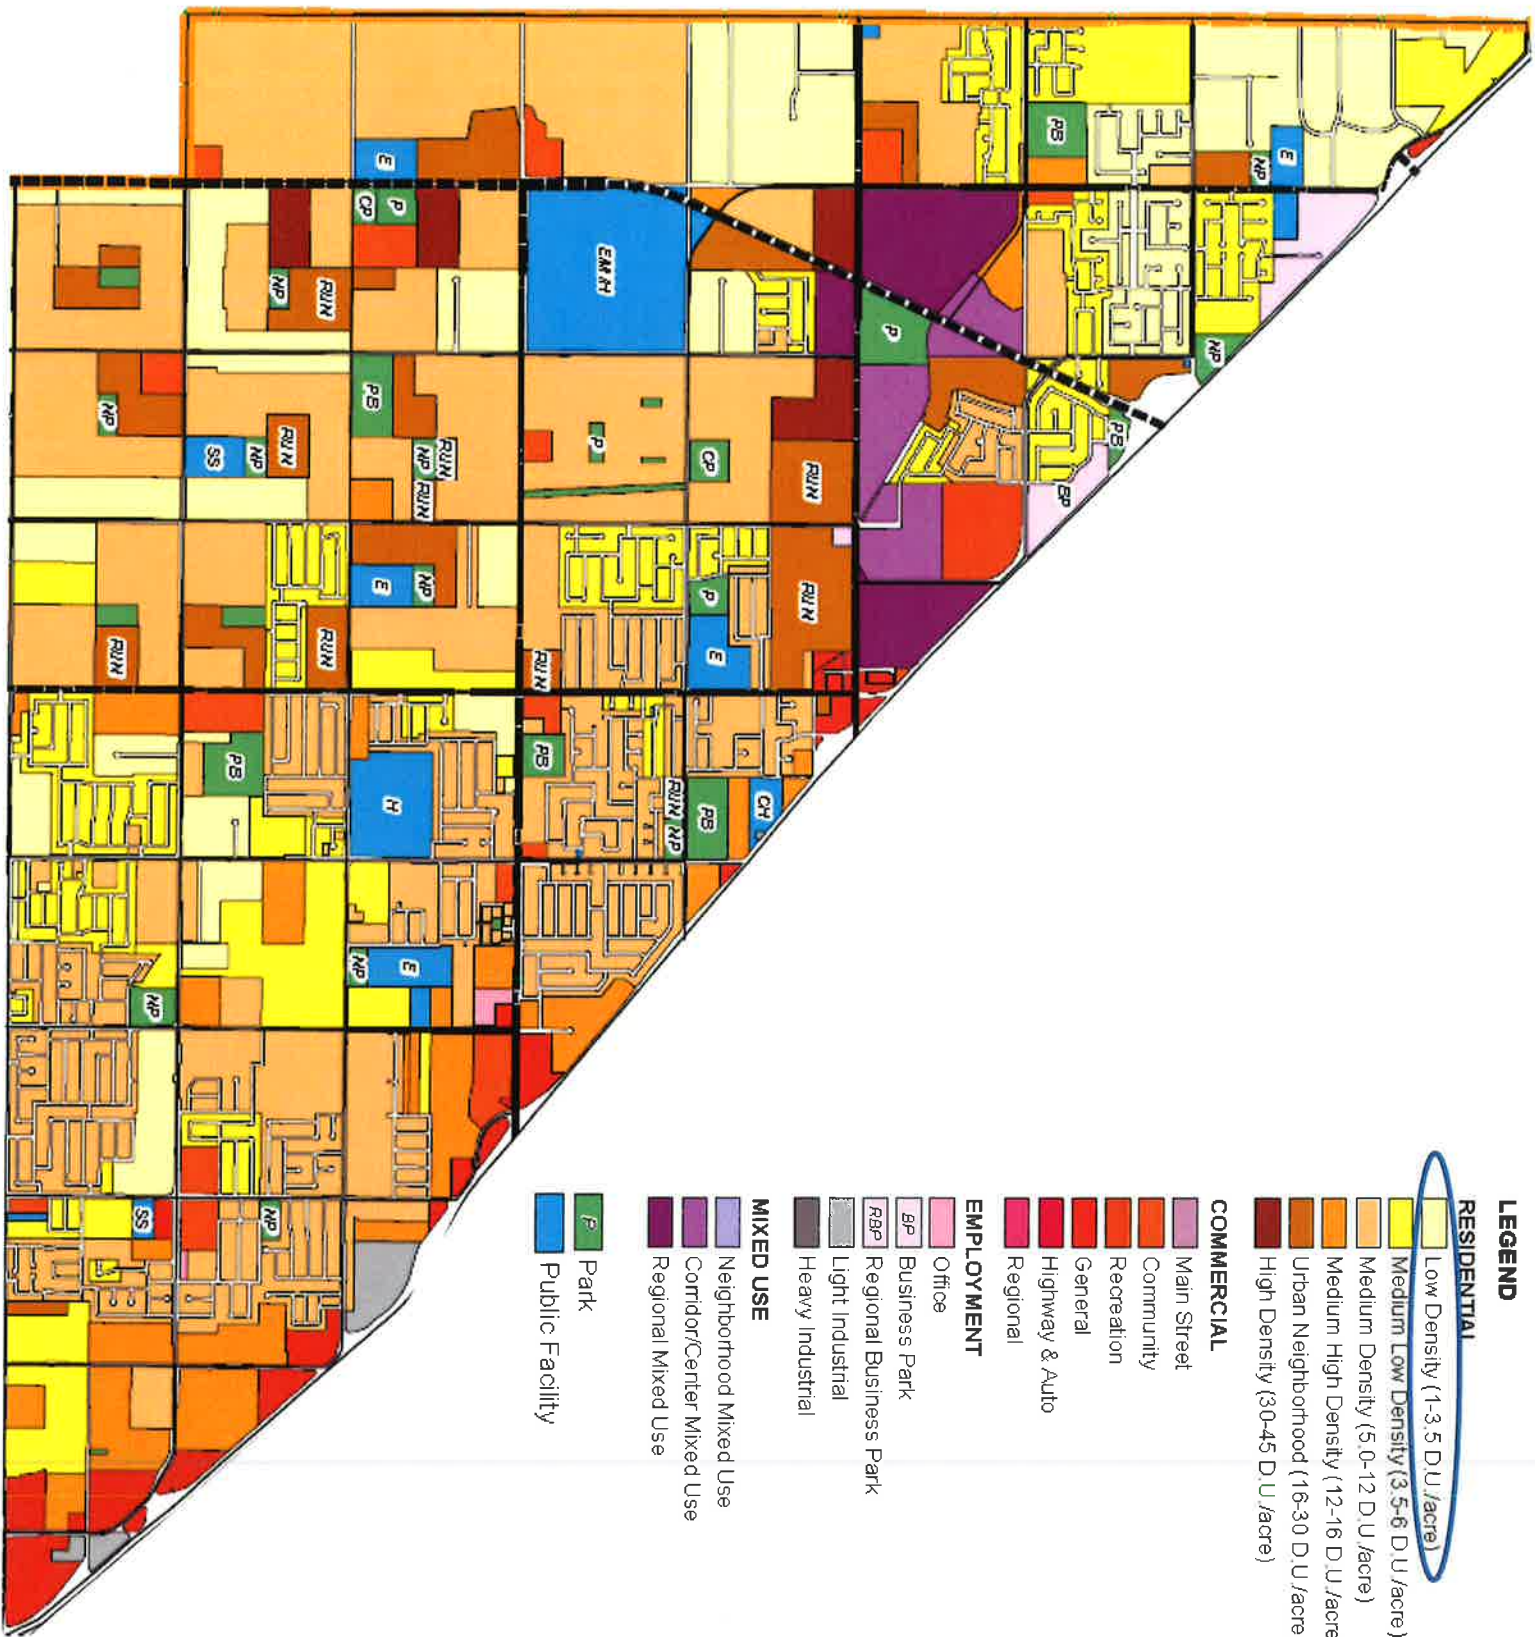 LEGEND
RESIDENTIAL
Low Density (1-3.5 D.U./acre)
Medium Low Density (3.5-6 D.U./acre)
Medium Density (5.0-12 D.U./acre)
Medium High Density (12-16 D.U./acre
Urban Neighborhood (16-30 D.U./acre
High Density (30-45 D.U./acre)
COMMERCIAL
Main Street
Community
Recreation
General
Highway & Auto
Regional
EMPLOYMENT
Office
BP Business Park
RBP Regional Business Park
Light Industrial
Heavy Industrial
MIXED USE
Neighborhood Mixed Use
Corridor/Center Mixed Use
Regional Mixed Use
P Park
Public Facility
E
NP
NP
PB
BP
PB
P
RUN
RUN
CH
E
P
CP
PB
RUN NP
EMH
P
RUN
PB
RUN
NP
RUN
NP
E
P
H
E
E
PB
CP
NP
RUN
RUN
RUN
NP
NP
NP
PB
SS
NP
SS
RUN
NP